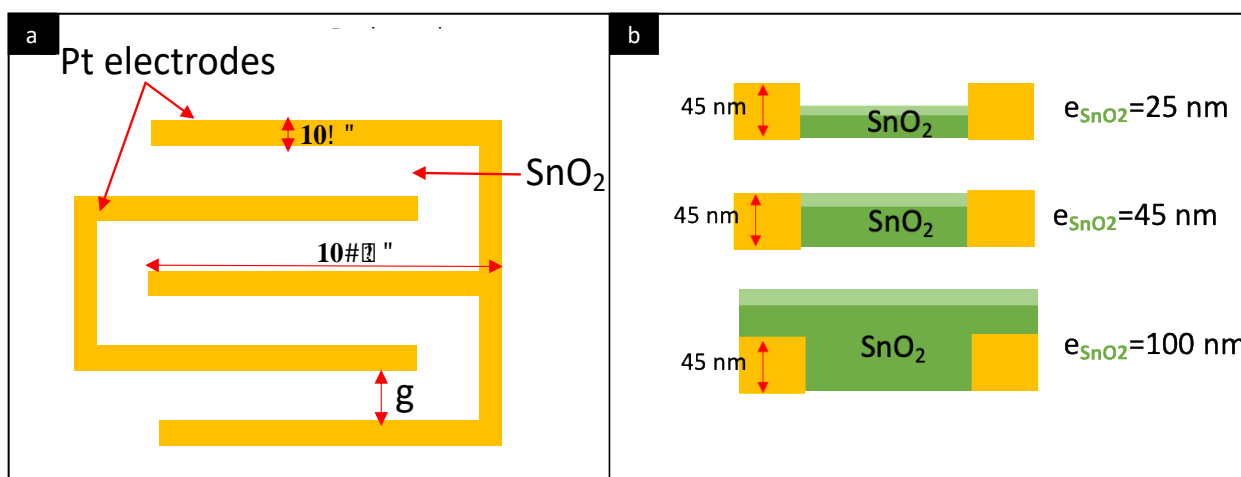 a
Pt electrodes
10! "
SnO2
10#⍰ "
g
b
45 nm
SnO2
eSnO2=25 nm
45 nm
SnO2
eSnO2=45 nm
45 nm
SnO2
eSnO2=100 nm